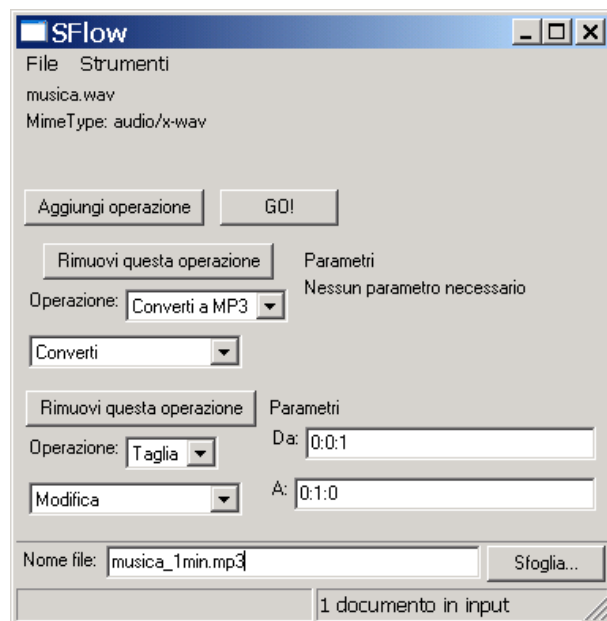 SFlow
File Strumenti
musica.wav
MimeType: audio/x-wav
Aggiungi operazione GO!
Rimuovi questa operazione Parametri
Nessun parametro necessario
Operazione: Converti a MP3
Converti
Rimuovi questa operazione Parametri
Operazione: Taglia Da: 0:0:1
Modifica A: 0:1:0
Nome file: musica_1min.mp3 Sfoglia...
1 documento in input